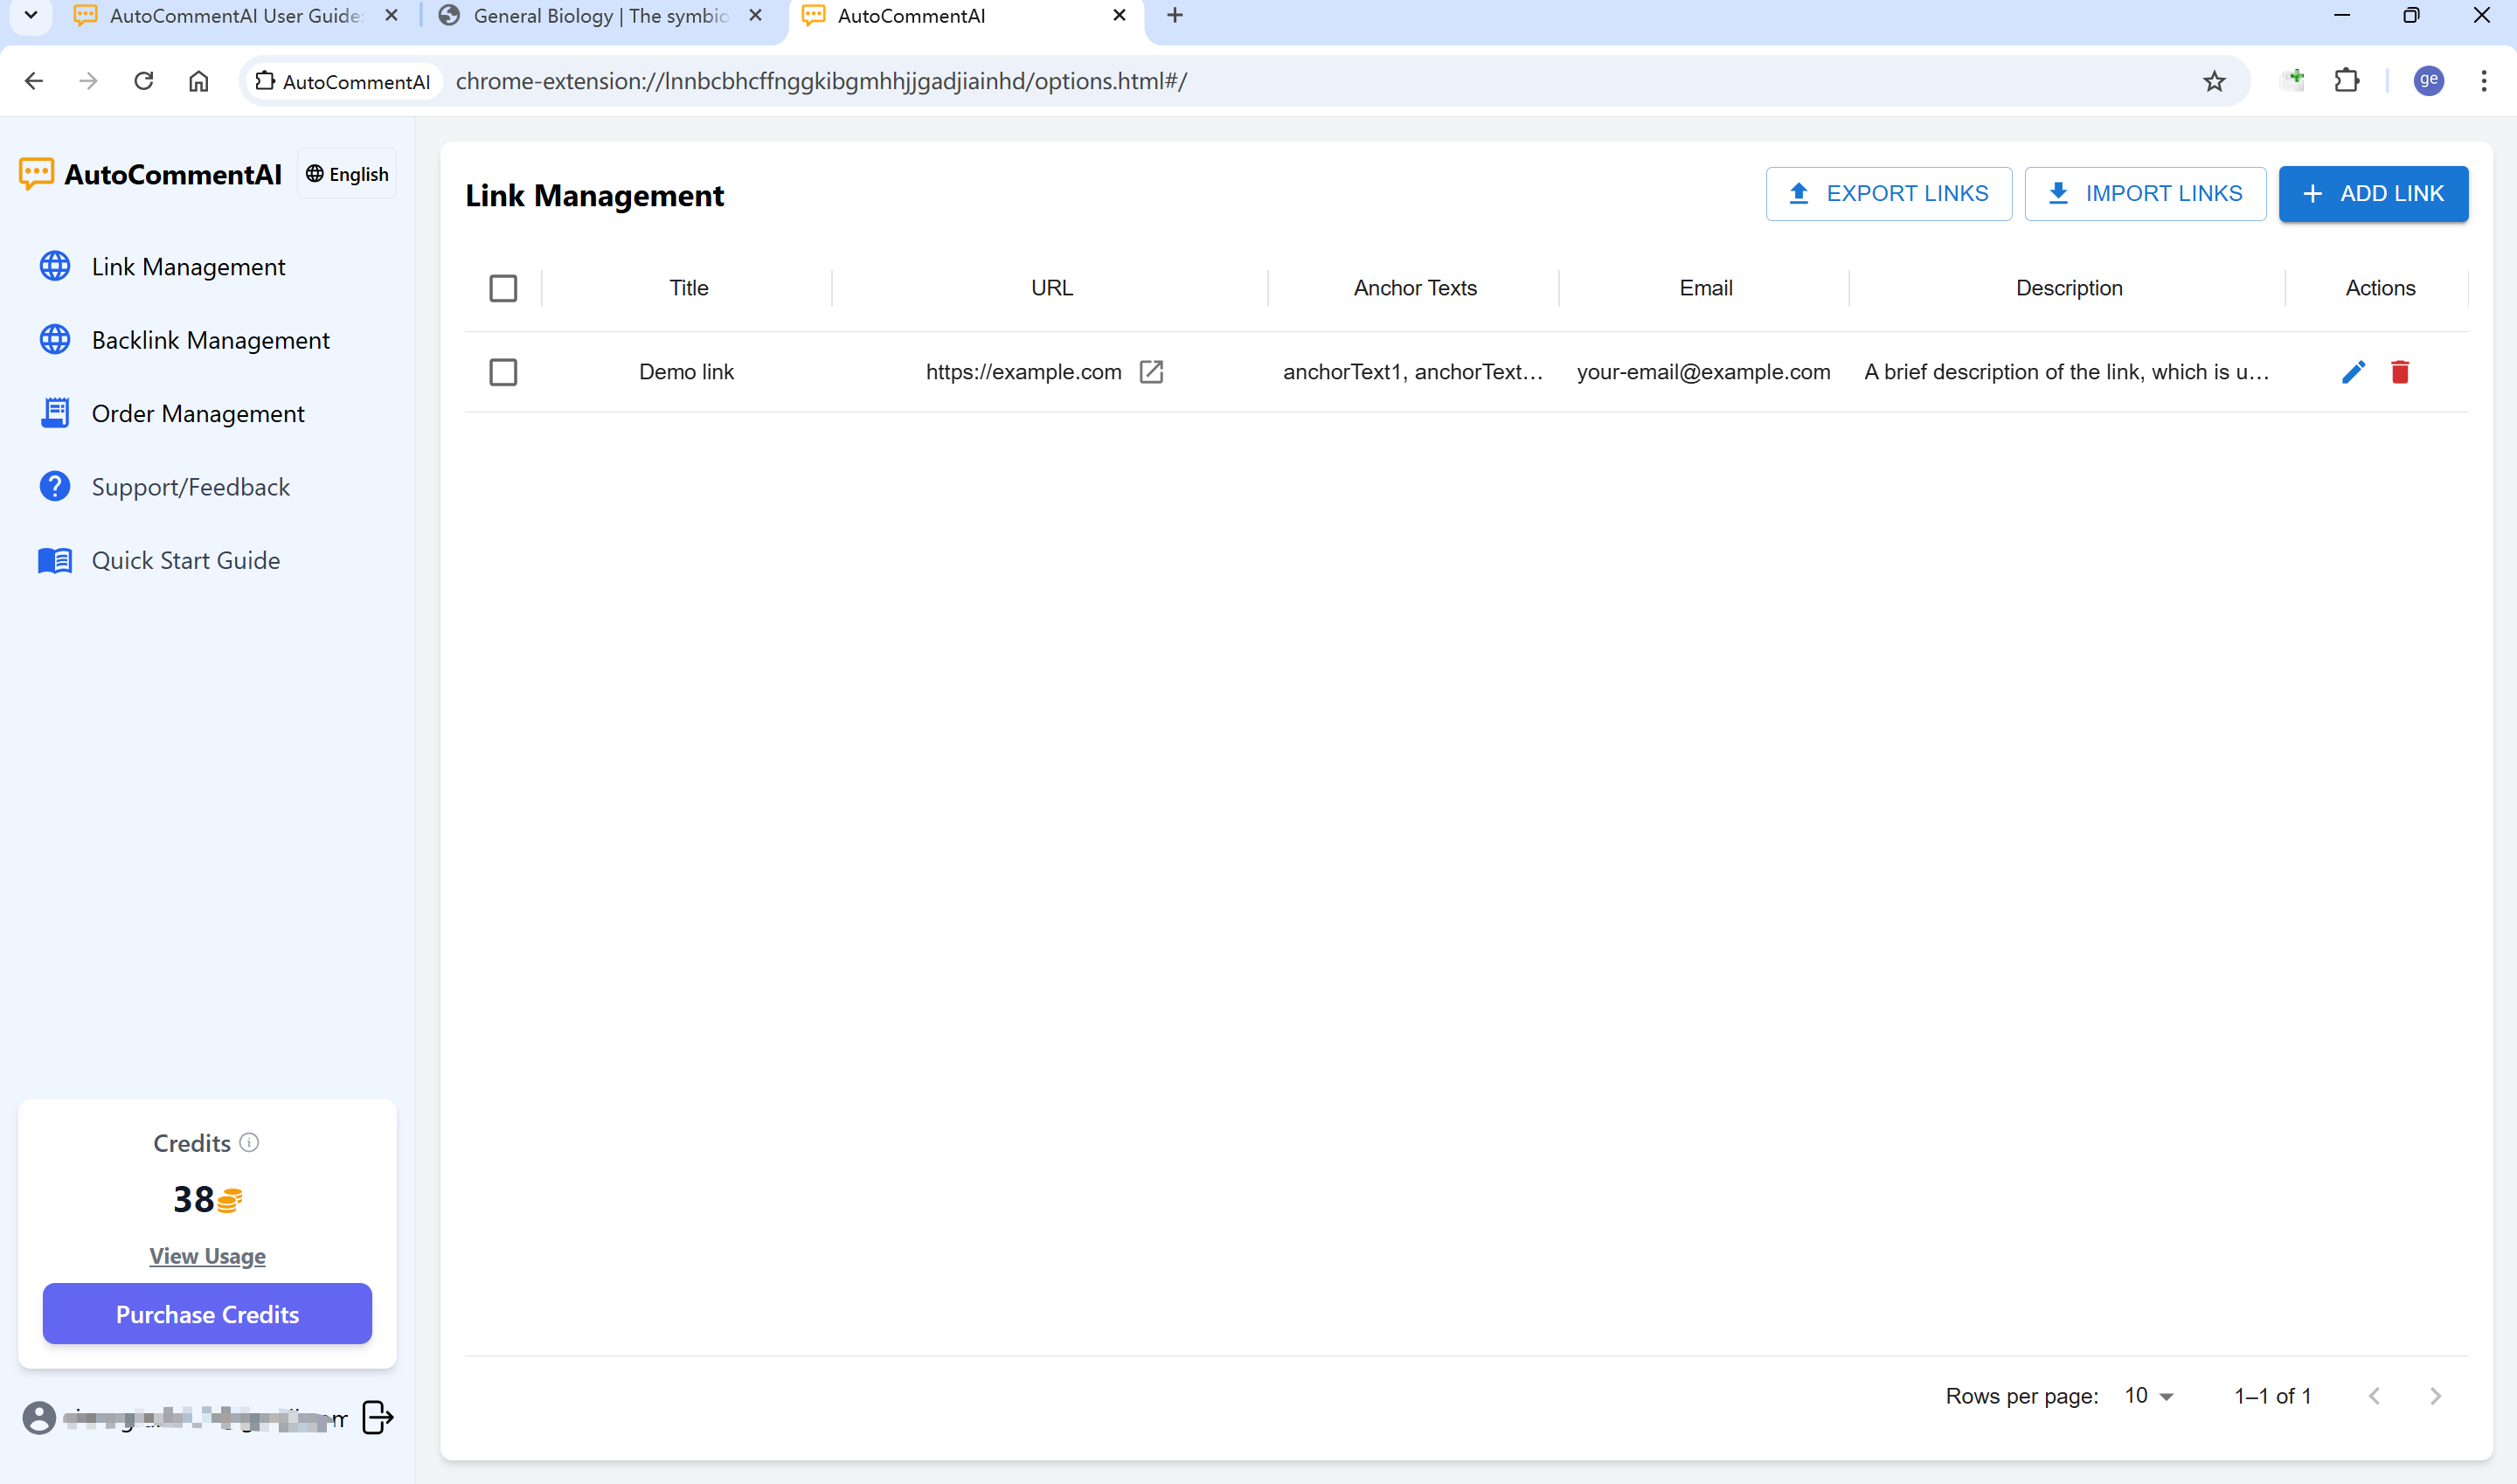 AutoCommentAI User Guide:
General Biology | The symbio
AutoCommentAI
AutoCommentAI
chrome-extension://lnnbcbhcffnggkibgmhhjjgadjiainhd/options.html#/
ge
AutoCommentAI
English
Link Management
Backlink Management
Order Management
Support/Feedback
Quick Start Guide
Credits
38
View Usage
Purchase Credits
Link Management
EXPORT LINKS
IMPORT LINKS
ADD LINK
Title URL Anchor Texts Email Description Actions
Demo link https://example.com anchorText1, anchorText... your-email@example.com A brief description of the link, which is u...
Rows per page: 10 1–1 of 1